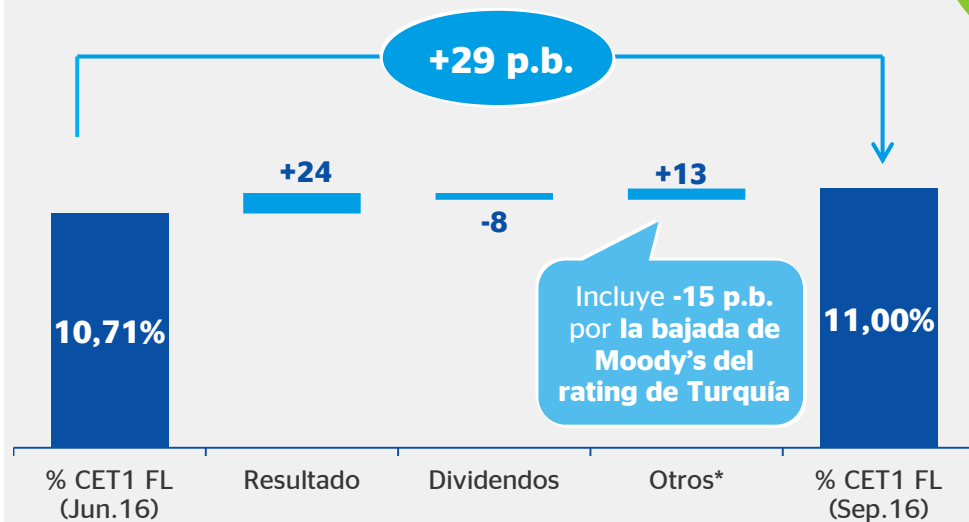 +29 p.b.
+24
-8
+13
Incluye -15 p.b.
por la bajada de
Moody's del
rating de Turquía
10,71%
11,00%
% CET1 FL
(Jun.16)
Resultado
Dividendos
Otros*
% CET1 FL
(Sep.16)